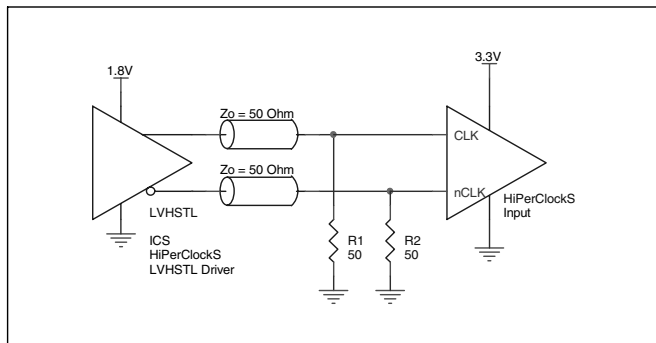 1.8V
3.3V
Zo = 50 Ohm
CLK
Zo = 50 Ohm
nCLK
LVHSTL
HiPerClockS
Input
ICS
HiPerClockS
LVHSTL Driver
R1
50
R2
50